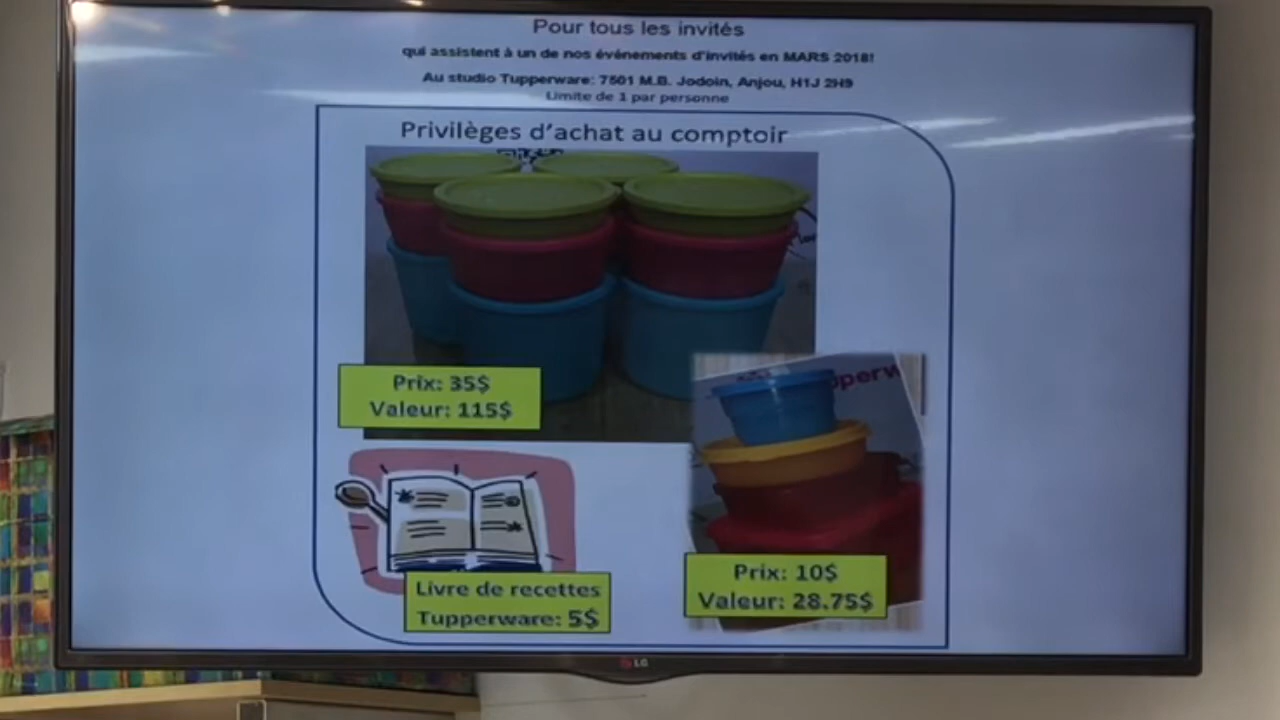 Pour tous les invités
qui assistent à un de nos événements d'invités en MARS 2018!
Au studio Tupperware: 7501 M.B. Jodoin, Anjou, H1J 2H9
Limite de 1 par personne
Privilèges d'achat au comptoir
Prix: 35$
Valeur: 115$
pperw
Livre de recettes
Tupperware: 5$
Prix: 10$
Valeur: 28.75$
LG